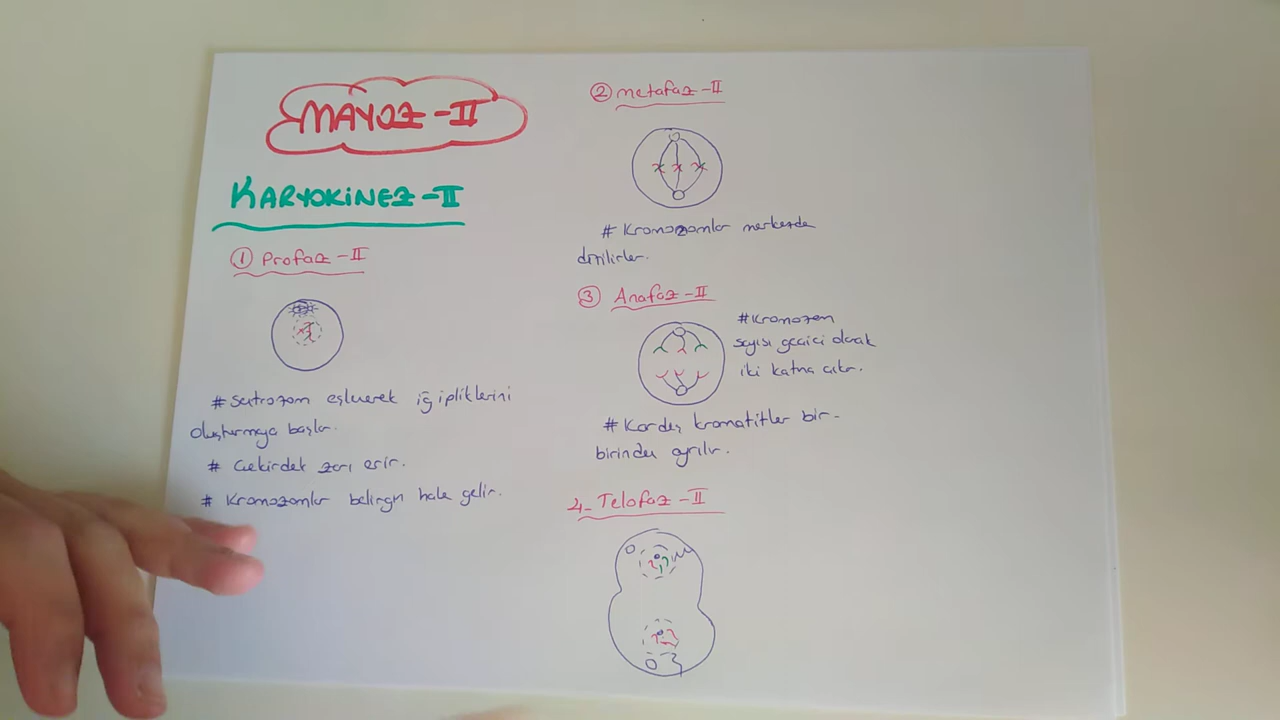 MAYOZ-II
KARYOKİNEZ-II
① Profaz-II
# Sentrozom eşlenerek iğ ipliklerini
oluşturmaya başlar.
# Çekirdek zarı erir.
# Kromozomlar belirgin hale gelir.
② Metafaz-II
# Kromozomlar merkezde
dizilirler.
③ Anafaz-II
# Kromozom
sayısı geçici olarak
iki katına çıkar.
# Kardeş kromatitler bir-
birinden ayrılır.
4- Telofaz-II